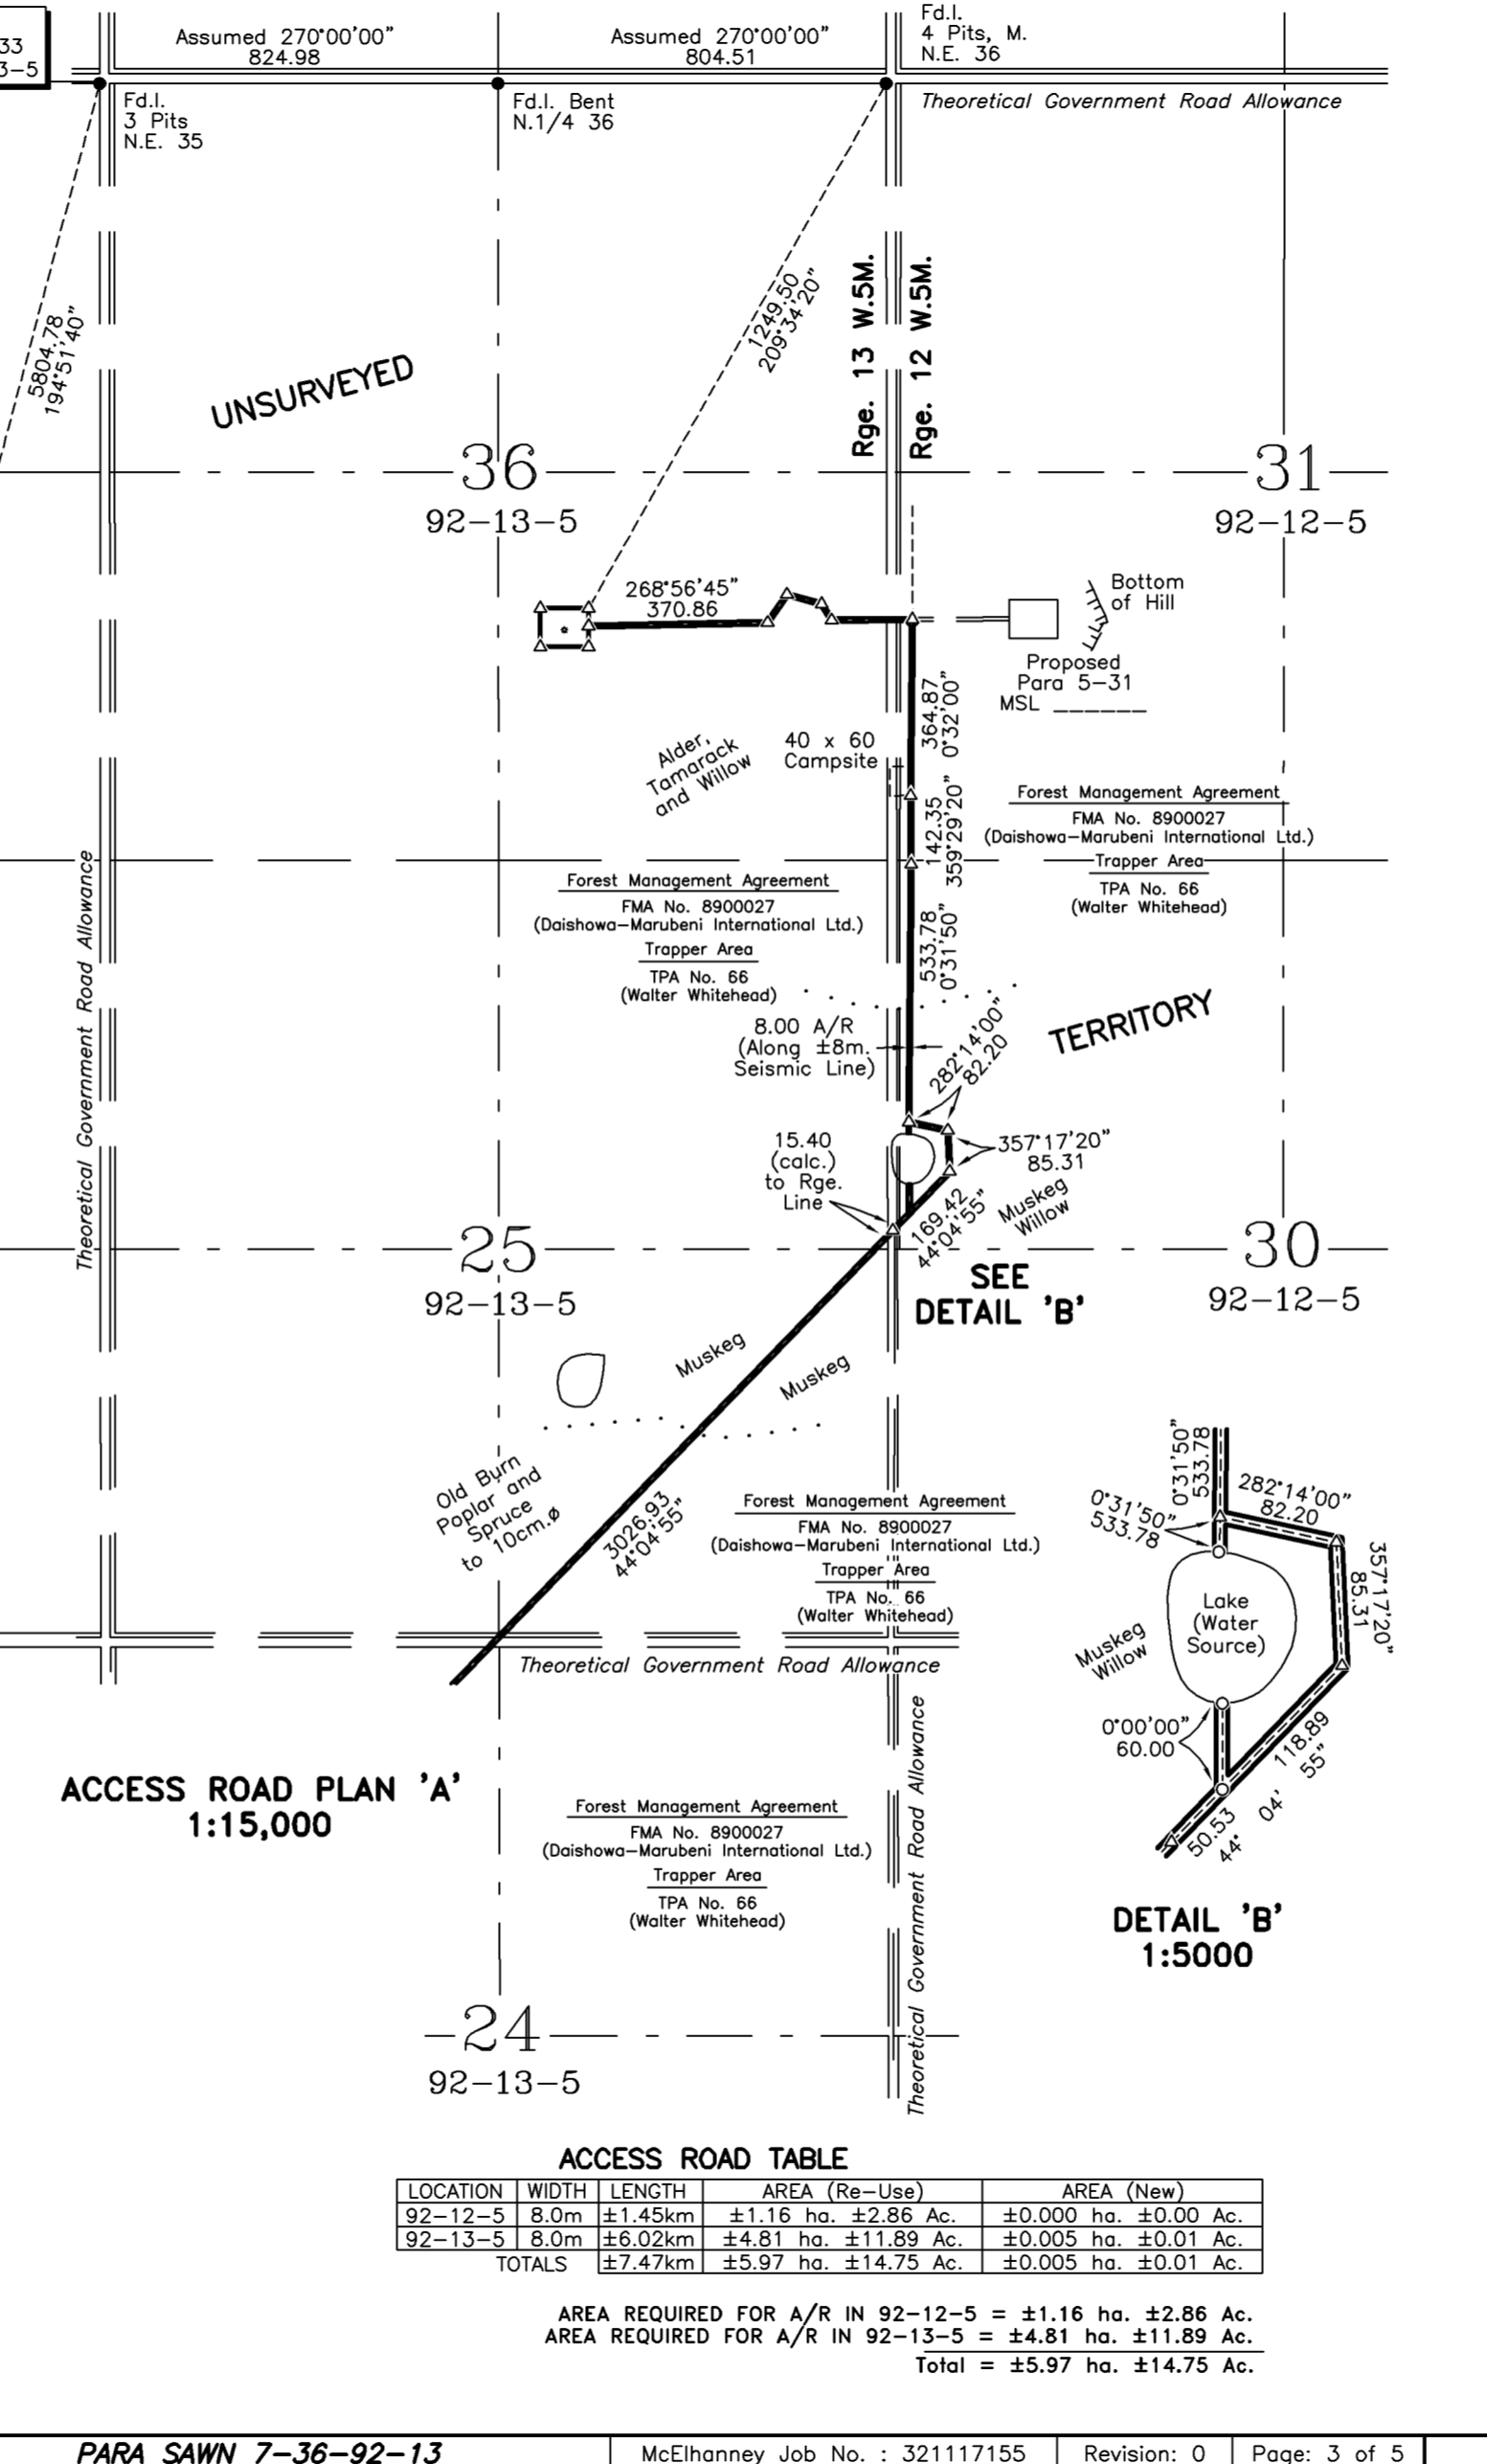 33
3-5
Assumed 270°00'00"
824.98
Assumed 270°00'00"
804.51
Fd.I.
4 Pits, M.
N.E. 36
Fd.I.
3 Pits
N.E. 35
Fd.I. Bent
N.1/4 36
Theoretical Government Road Allowance
5804.78
194°51'40"
UNSURVEYED
1249.50
209°34'20"
Rge. 13 W.5M.
Rge. 12 W.5M.
36
92-13-5
31
92-12-5
268°56'45"
370.86
Bottom
of Hill
Proposed
Para 5-31
MSL ______
364.87
0°32'00"
Alder,
Tamarack
and Willow
40 x 60
Campsite
142.35
359°29'20"
Forest Management Agreement
FMA No. 8900027
(Daishowa-Marubeni International Ltd.)
Trapper Area
TPA No. 66
(Walter Whitehead)
Forest Management Agreement
FMA No. 8900027
(Daishowa-Marubeni International Ltd.)
Trapper Area
TPA No. 66
(Walter Whitehead)
Theoretical Government Road Allowance
533.78
0°31'50"
8.00 A/R
(Along ±8m.
Seismic Line)
282°14'00"
82.20
TERRITORY
15.40
(calc.)
to Rge.
Line
357°17'20"
85.31
Muskeg
Willow
169.42
44°04'55"
25
92-13-5
30
92-12-5
SEE
DETAIL 'B'
Muskeg
Muskeg
Old Burn
Poplar and
Spruce
to 10cm.ø
3026.93
44°04'55"
Forest Management Agreement
FMA No. 8900027
(Daishowa-Marubeni International Ltd.)
Trapper Area
TPA No. 66
(Walter Whitehead)
0°31'50"
533.78
0°31'50"
533.78
282°14'00"
82.20
357°17'20"
85.31
Lake
(Water
Source)
Muskeg
Willow
0°00'00"
60.00
118.89
50.53
44° 04' 55"
DETAIL 'B'
1:5000
Theoretical Government Road Allowance
Theoretical Government Road Allowance
ACCESS ROAD PLAN 'A'
1:15,000
Forest Management Agreement
FMA No. 8900027
(Daishowa-Marubeni International Ltd.)
Trapper Area
TPA No. 66
(Walter Whitehead)
24
92-13-5
ACCESS ROAD TABLE
LOCATION WIDTH LENGTH AREA (Re-Use) AREA (New)
92-12-5 8.0m ±1.45km ±1.16 ha. ±2.86 Ac. ±0.000 ha. ±0.00 Ac.
92-13-5 8.0m ±6.02km ±4.81 ha. ±11.89 Ac. ±0.005 ha. ±0.01 Ac.
TOTALS ±7.47km ±5.97 ha. ±14.75 Ac. ±0.005 ha. ±0.01 Ac.
AREA REQUIRED FOR A/R IN 92-12-5 = ±1.16 ha. ±2.86 Ac.
AREA REQUIRED FOR A/R IN 92-13-5 = ±4.81 ha. ±11.89 Ac.
Total = ±5.97 ha. ±14.75 Ac.
PARA SAWN 7-36-92-13 McElhanney Job No. : 321117155 Revision: 0 Page: 3 of 5